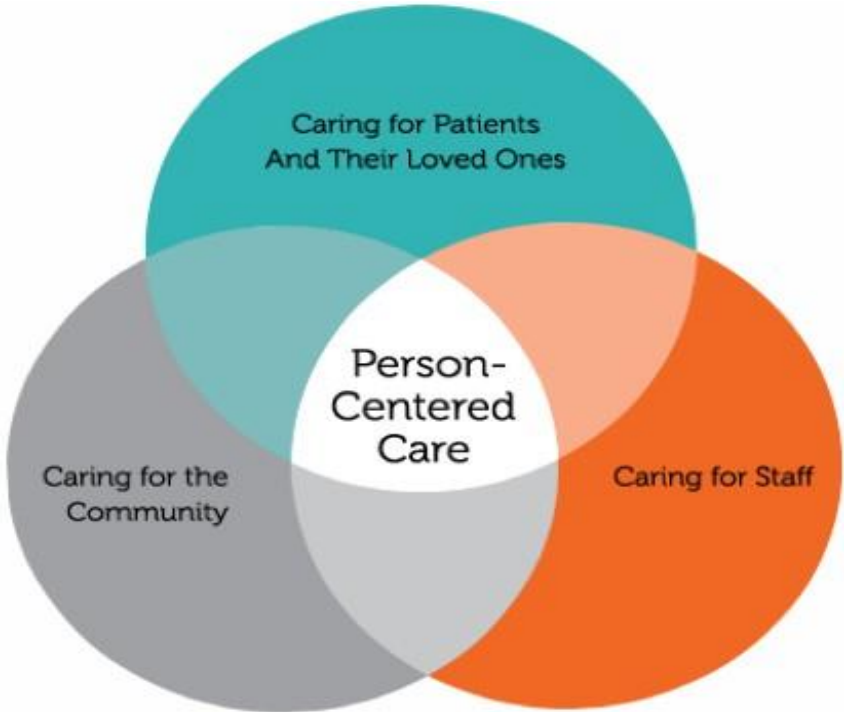 Caring for Patients
And Their Loved Ones
Person-
Centered
Care
Caring for the
Community
Caring for Staff